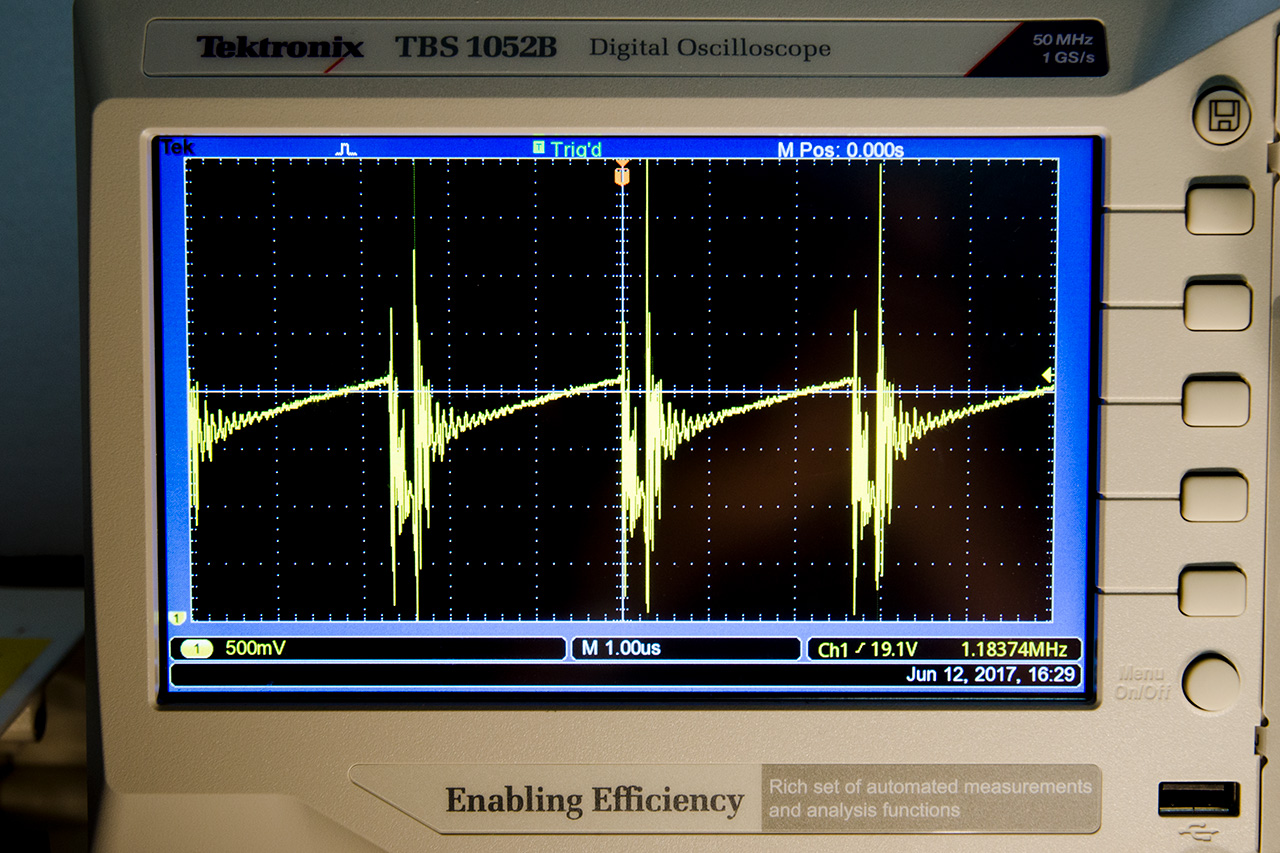 Tektronix TBS 1052B Digital Oscilloscope 50 MHz
1 GS/s
Tek T Trig'd M Pos: 0.000s
T
1
1 500mV M 1.00us Ch1 19.1V 1.18374MHz
Jun 12, 2017, 16:29
Menu
On/Off
Enabling Efficiency
Rich set of automated measurements
and analysis functions